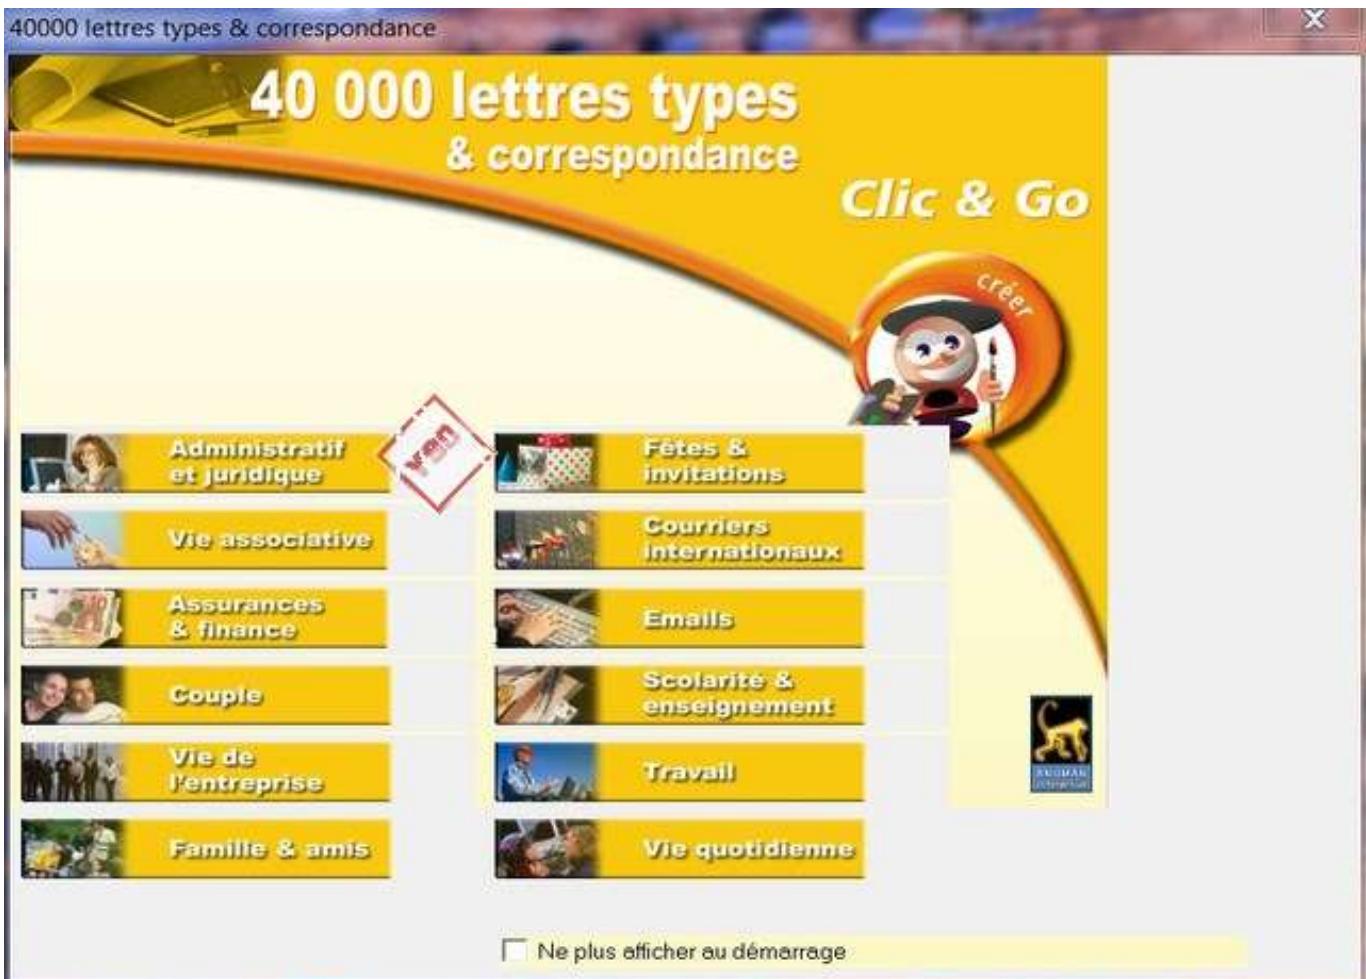 40000 lettres types & correspondance
40 000 lettres types
& correspondance
Clic & Go
créer
Administratif
et juridique
Fêtes &
invitations
Vie associative
Courriers
internationaux
Assurances
& finance
Emails
Couple
Scolarité &
enseignement
Vie de
l'entreprise
Travail
ANUMAN
Famille & amis
Vie quotidienne
Ne plus afficher au démarrage